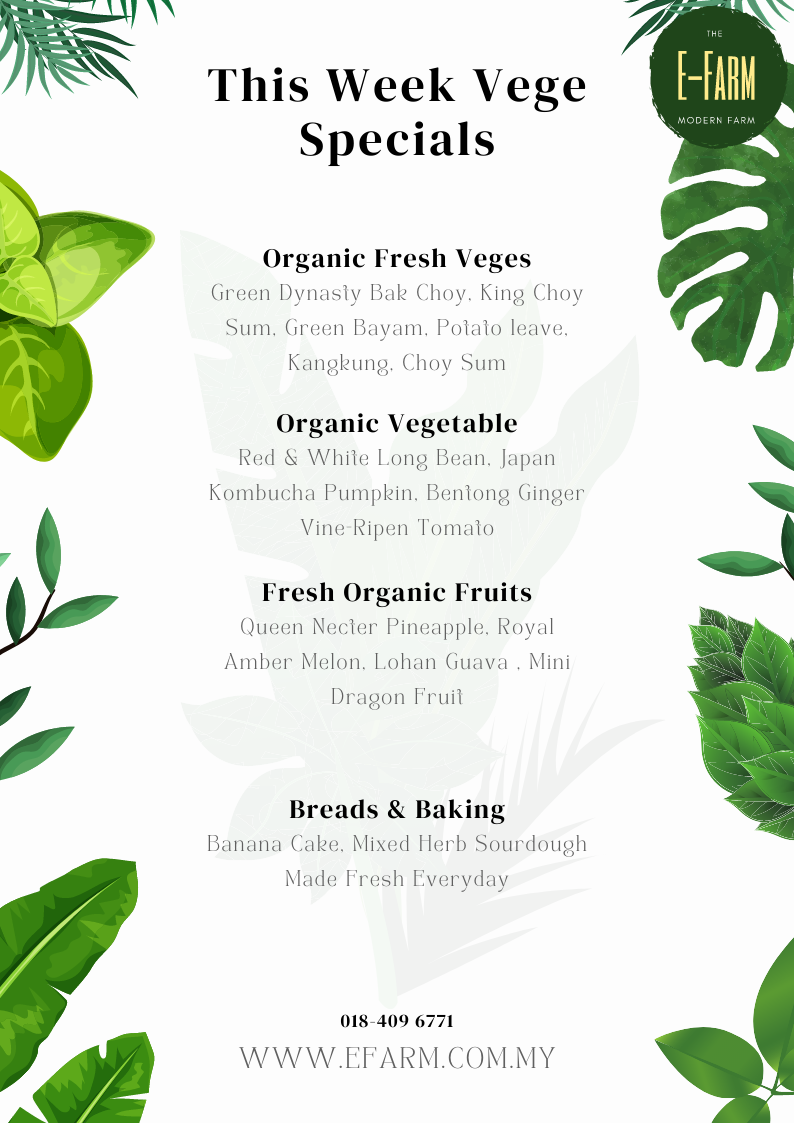 THE
E-FARM
MODERN FARM
This Week Vege
Specials
Organic Fresh Veges
Green Dynasty Bak Choy, King Choy
Sum, Green Bayam, Potato leave,
Kangkung, Choy Sum
Organic Vegetable
Red & White Long Bean, Japan
Kombucha Pumpkin, Bentong Ginger
Vine-Ripen Tomato
Fresh Organic Fruits
Queen Necter Pineapple, Royal
Amber Melon, Lohan Guava , Mini
Dragon Fruit
Breads & Baking
Banana Cake, Mixed Herb Sourdough
Made Fresh Everyday
018-409 6771
WWW.EFARM.COM.MY